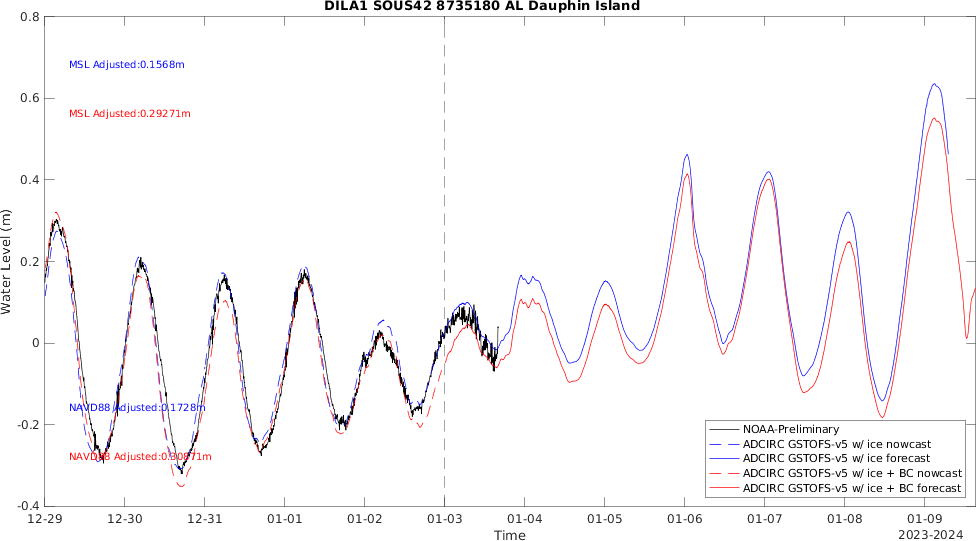 DILA1 SOUS42 8735180 AL Dauphin Island
0.8
MSL Adjusted:0.1568m
0.6
MSL Adjusted:0.29271m
0.4
0.2
Water Level (m)
0
NAVD88 Adjusted:0.1728m
-0.2
NAVD88 Adjusted:0.30871m
-0.4
NOAA-Preliminary
ADCIRC GSTOFS-v5 w/ ice nowcast
ADCIRC GSTOFS-v5 w/ ice forecast
ADCIRC GSTOFS-v5 w/ ice + BC nowcast
ADCIRC GSTOFS-v5 w/ ice + BC forecast
12-29 12-30 12-31 01-01 01-02 01-03 01-04 01-05 01-06 01-07 01-08 01-09
Time
2023-2024